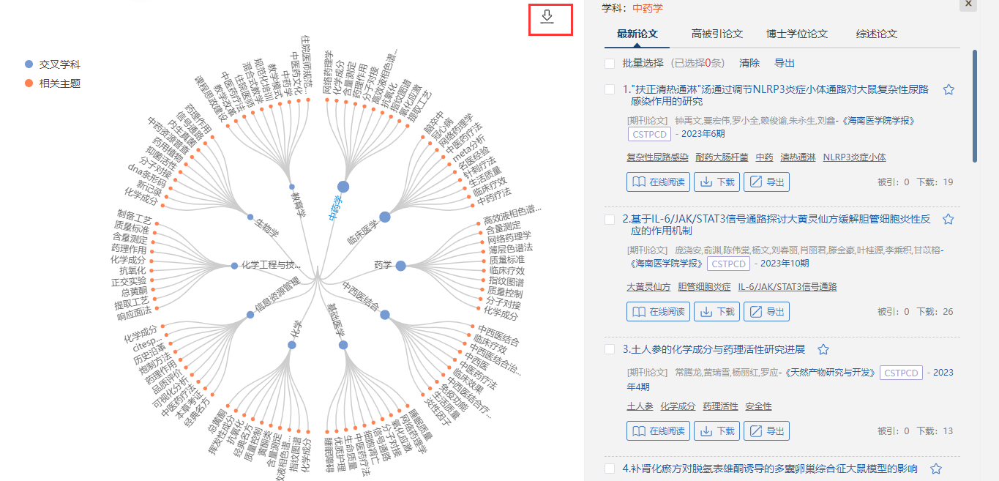 交叉学科
相关主题
课程思政建设
教学改革
中医药疗法
住院医师
混合式教学
规范化培训
教学模式
中药学
中医药文化
住院医师规范...
网络药理学
化学成分
含量测定
药理作用
分子对接
高效液相色谱...
抗氧化
指纹图谱
氧化应激
提取工艺
脑卒中
冠心病
网络药理学
中医药疗法
meta分析
名医经验
针刺疗法
生活质量
临床疗效
中药疗法
高效液相色谱...
含量测定
网络药理学
薄层色谱法
质量标准
临床疗效
指纹图谱
质量控制
分子对接
化学成分
中西医结合
临床疗效
中西医结合治...
中西医
中医药疗法
临床效果
中西医结合疗...
免疫功能
生活质量
炎性因子
睡眠质量
网络药理学
氧化应激
分子对接
信号通路
细胞凋亡
中医药疗法
生命质量
优质护理
睡眠障碍
化学成分
指纹图谱
效液相色谱...
含量测定
黄酮类
质量控制
经典名方
抗氧化
挥发性成分
总黄酮
经典名方
本草考证
中医药疗法
可视化分析
品质评价
药理作用
炮制方法
历史沿革
citesp...
化学成分
响应面法
提取工艺
总黄酮
正交实验
抗氧化
化学成分
药理作用
含量测定
质量标准
制备工艺
化学成分
新记录
dna条形码
分子对接
抑菌活性
药用植物
中药资源普查
内生真菌
信号通路
药理作用
教育学
中药学
临床医学
药学
中西医结合
基础医学
化学
信息资源管理
化学工程与技...
生物学
学科：中药学
x
最新论文 高被引论文 博士学位论文 综述论文
批量选择 (已选择0条) 清除 导出
1."扶正清热通淋"汤通过调节NLRP3炎症小体通路对大鼠复杂性尿路
感染作用的研究
[期刊论文] 钟禹文,粟宏伟,罗小全,赖俊谕,朱永生,刘鑫-《海南医学院学报》
CSTPCD - 2023年6期
复杂性尿路感染 耐药大肠杆菌 中药 清热通淋 NLRP3炎症小体
在线阅读 下载 导出 被引：0 下载：19
2.基于IL-6/JAK/STAT3信号通路探讨大黄灵仙方缓解胆管细胞炎性反
应的作用机制
[期刊论文] 庞浇安,俞渊,陈伟棠,杨文,刘春丽,肖丽君,滕金豪,叶桂源,李乘积,甘苡榕-
《海南医学院学报》 CSTPCD - 2023年10期
大黄灵仙方 胆管细胞炎症 IL-6/JAK/STAT3信号通路
在线阅读 下载 导出 被引：0 下载：26
3.土人参的化学成分与药理活性研究进展
[期刊论文] 常腾龙,黄瑞雪,杨丽红,罗应-《天然产物研究与开发》 CSTPCD - 2023
年4期
土人参 化学成分 药理活性 安全性
在线阅读 下载 导出 被引：0 下载：13
4.补肾化瘀方对脱氢表雄酮诱导的多囊卵巢综合征大鼠模型的影响